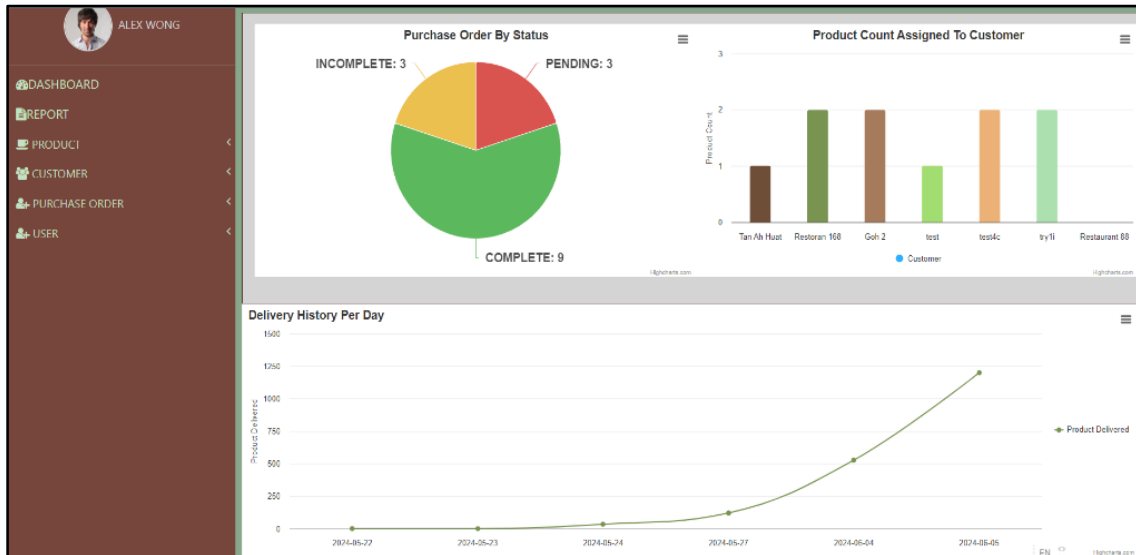 ALEX WONG
DASHBOARD
REPORT
PRODUCT
CUSTOMER
PURCHASE ORDER
USER
Purchase Order By Status
INCOMPLETE: 3
PENDING: 3
COMPLETE: 9
Highcharts.com
Product Count Assigned To Customer
Product Count
3
2
1
0
Tan Ah Huat
Restoran 168
Goh 2
test
test4c
try1i
Restaurant 88
Customer
Highcharts.com
Delivery History Per Day
Product Delivered
1500
1250
1000
750
500
250
0
2024-05-22
2024-05-23
2024-05-24
2024-05-27
2024-06-04
2024-06-05
Product Delivered
EN
Highcharts.com